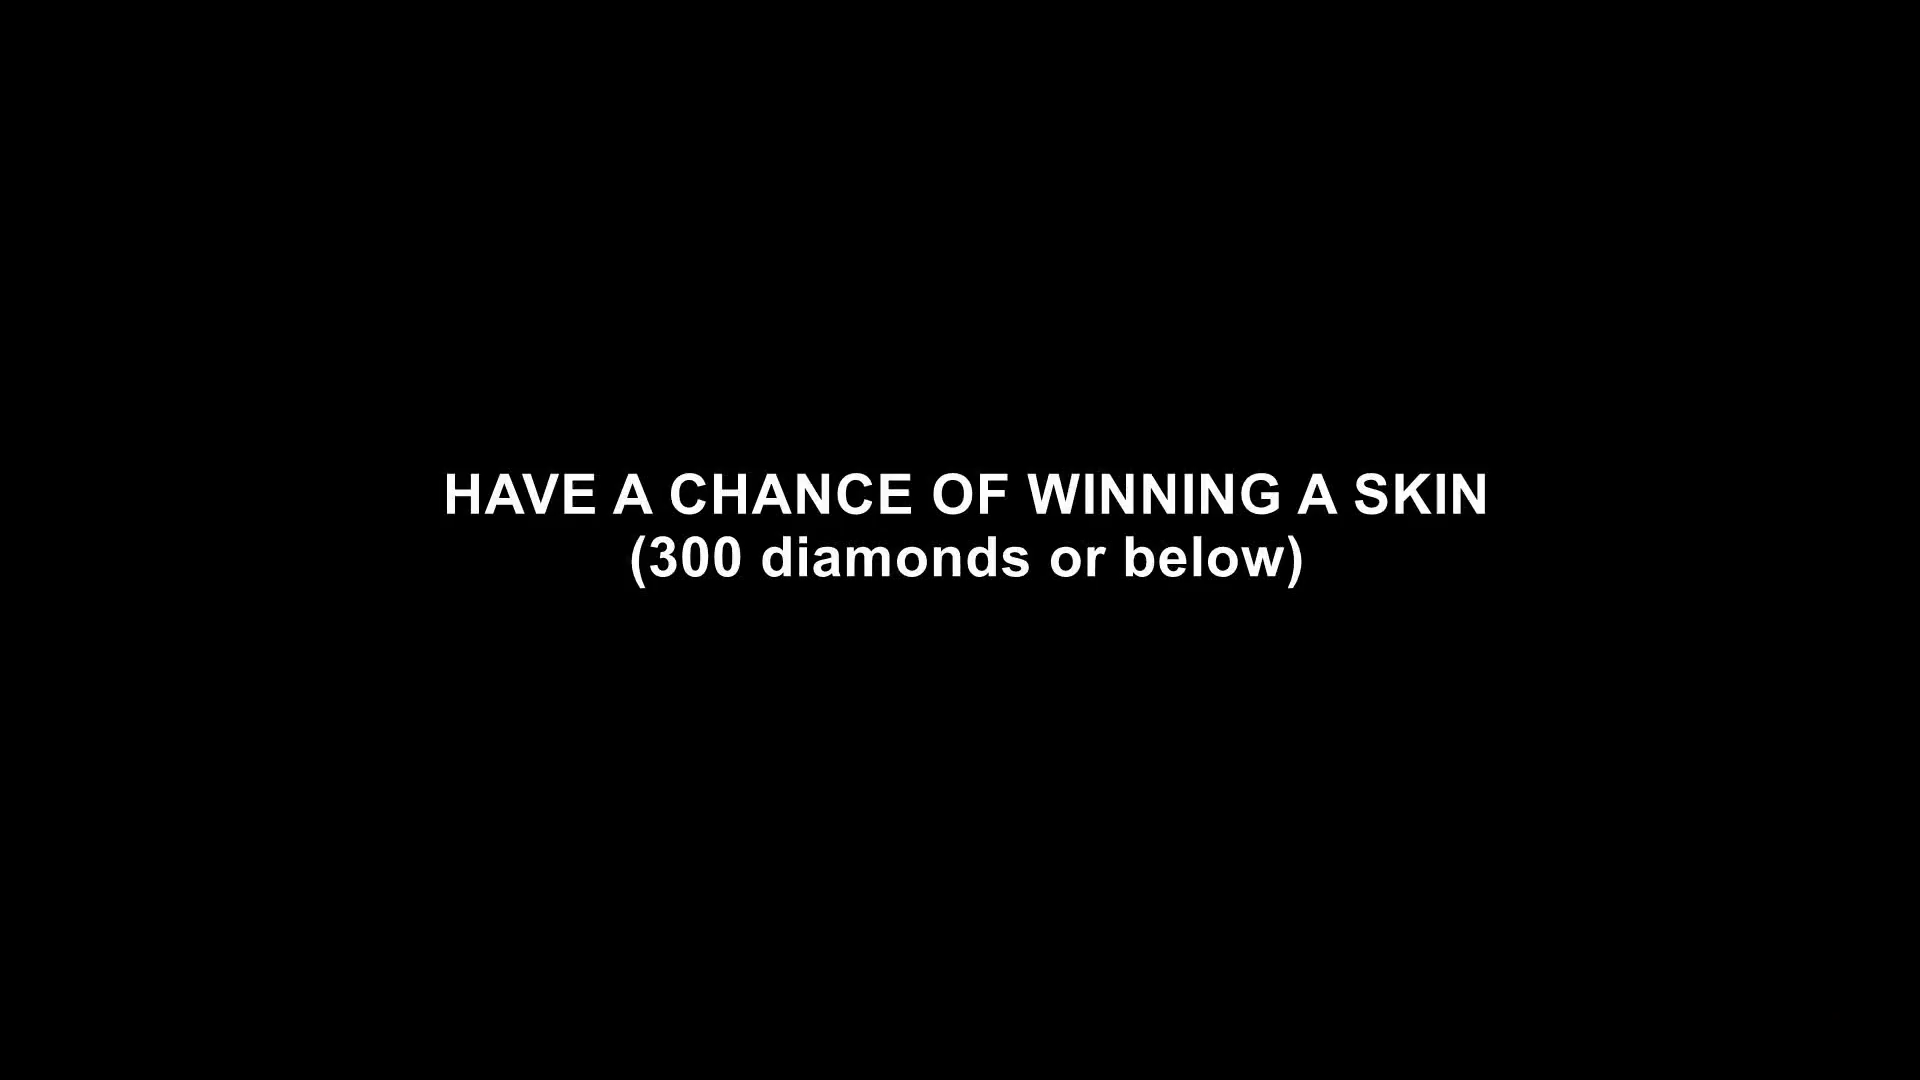 HAVE A CHANCE OF WINNING A SKIN
(300 diamonds or below)